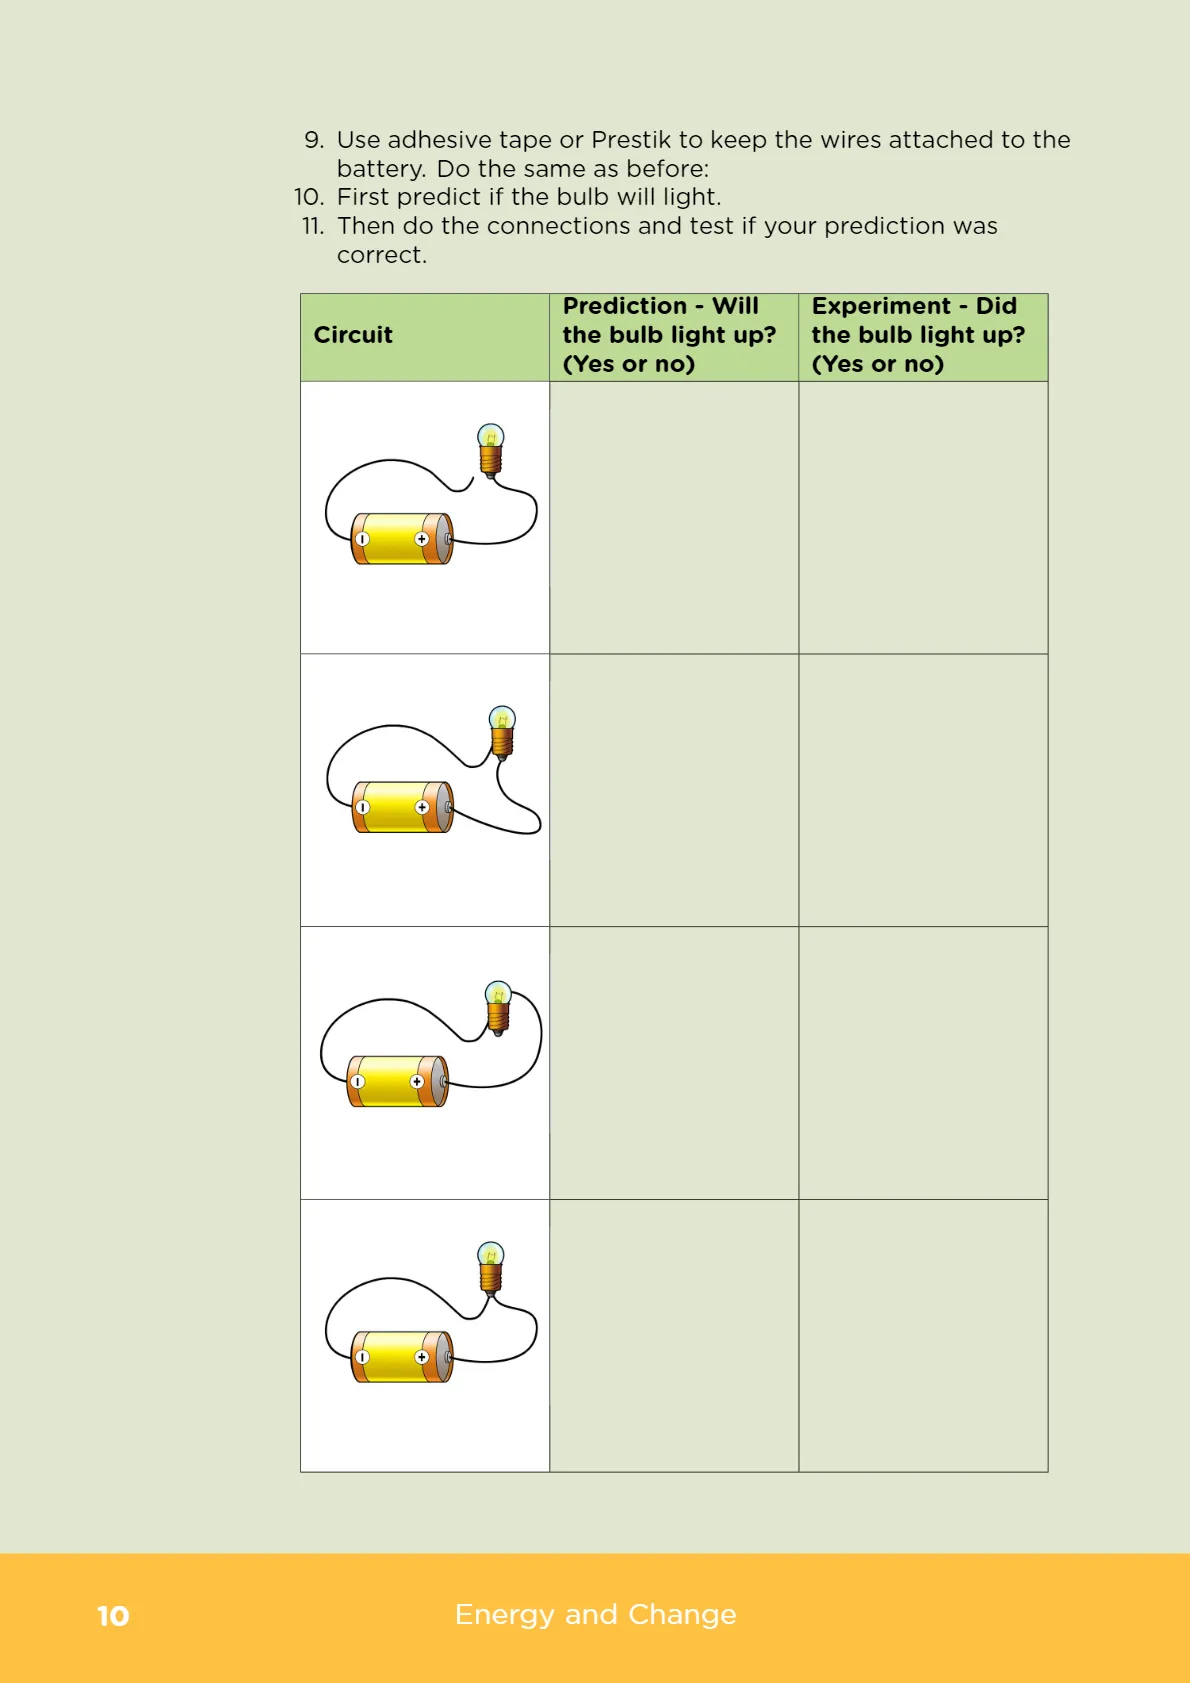 9. Use adhesive tape or Prestik to keep the wires attached to the
battery. Do the same as before:
10. First predict if the bulb will light.
11. Then do the connections and test if your prediction was
correct.
Circuit
Prediction - Will
the bulb light up?
(Yes or no)
Experiment - Did
the bulb light up?
(Yes or no)
- +
- +
- +
- +
10
Energy and Change